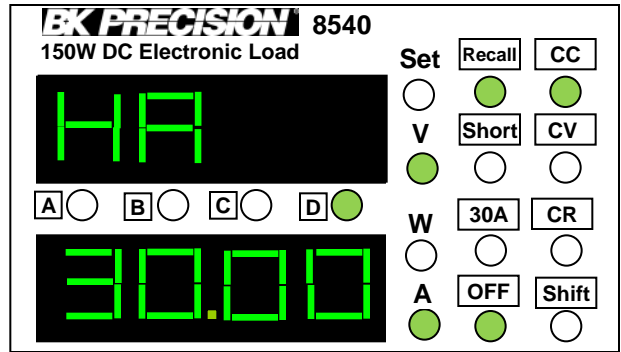 BK PRECISION 8540
150W DC Electronic Load
Set Recall CC
HA
V Short CV
A B C D
W 30A CR
30.00
A OFF Shift